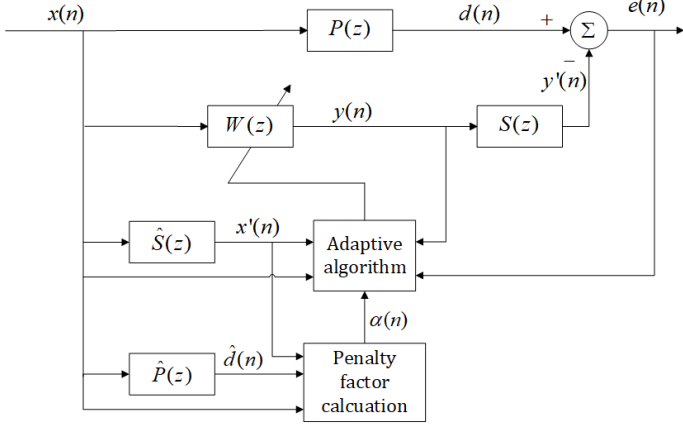 x(n)
P(z)
d(n)
+
Σ
e(n)
−
y'(n)
W(z)
y(n)
S(z)
Ŝ(z)
x'(n)
Adaptive
algorithm
α(n)
P̂(z)
d̂(n)
Penalty
factor
calcuation